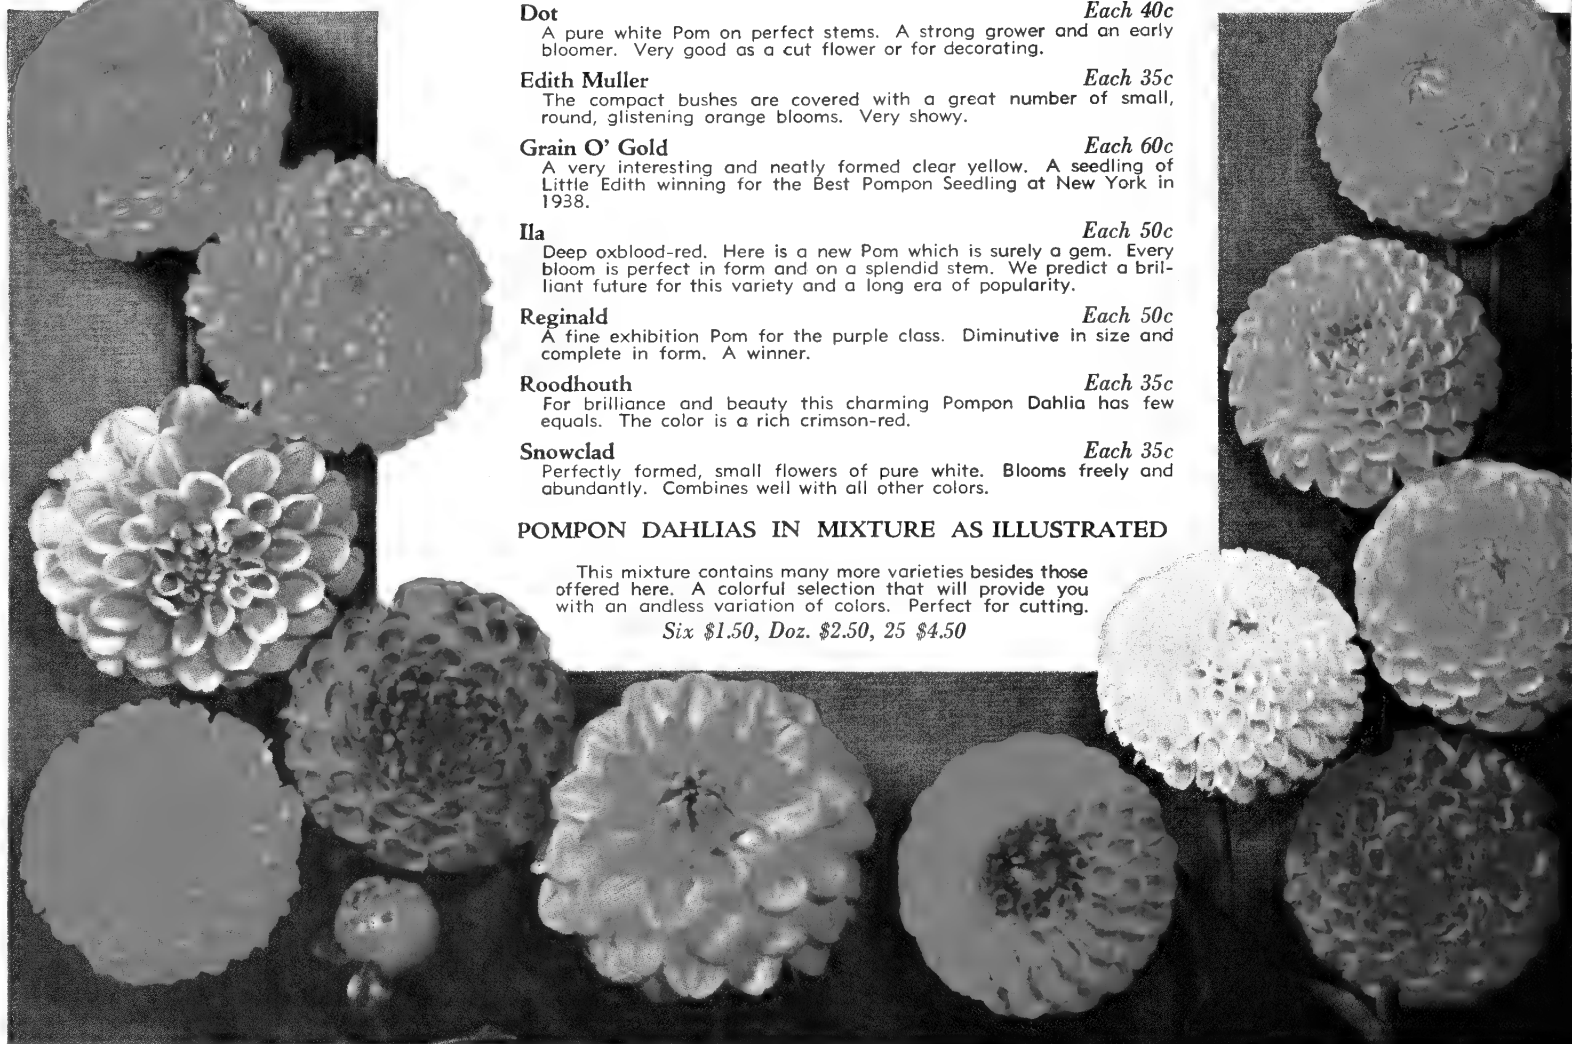 Dot Each 40c
A pure white Pom on perfect stems. A strong grower and an early
bloomer. Very good as a cut flower or for decorating.
Edith Muller Each 35c
The compact bushes are covered with a great number of small,
round, glistening orange blooms. Very showy.
Grain O' Gold Each 60c
A very interesting and neatly formed clear yellow. A seedling of
Little Edith winning for the Best Pompon Seedling at New York in
1938.
Ila Each 50c
Deep oxblood-red. Here is a new Pom which is surely a gem. Every
bloom is perfect in form and on a splendid stem. We predict a bril-
liant future for this variety and a long era of popularity.
Reginald Each 50c
A fine exhibition Pom for the purple class. Diminutive in size and
complete in form. A winner.
Roodhouth Each 35c
For brilliance and beauty this charming Pompon Dahlia has few
equals. The color is a rich crimson-red.
Snowclad Each 35c
Perfectly formed, small flowers of pure white. Blooms freely and
abundantly. Combines well with all other colors.
POMPON DAHLIAS IN MIXTURE AS ILLUSTRATED
This mixture contains many more varieties besides those
offered here. A colorful selection that will provide you
with an andless variation of colors. Perfect for cutting.
Six $1.50, Doz. $2.50, 25 $4.50